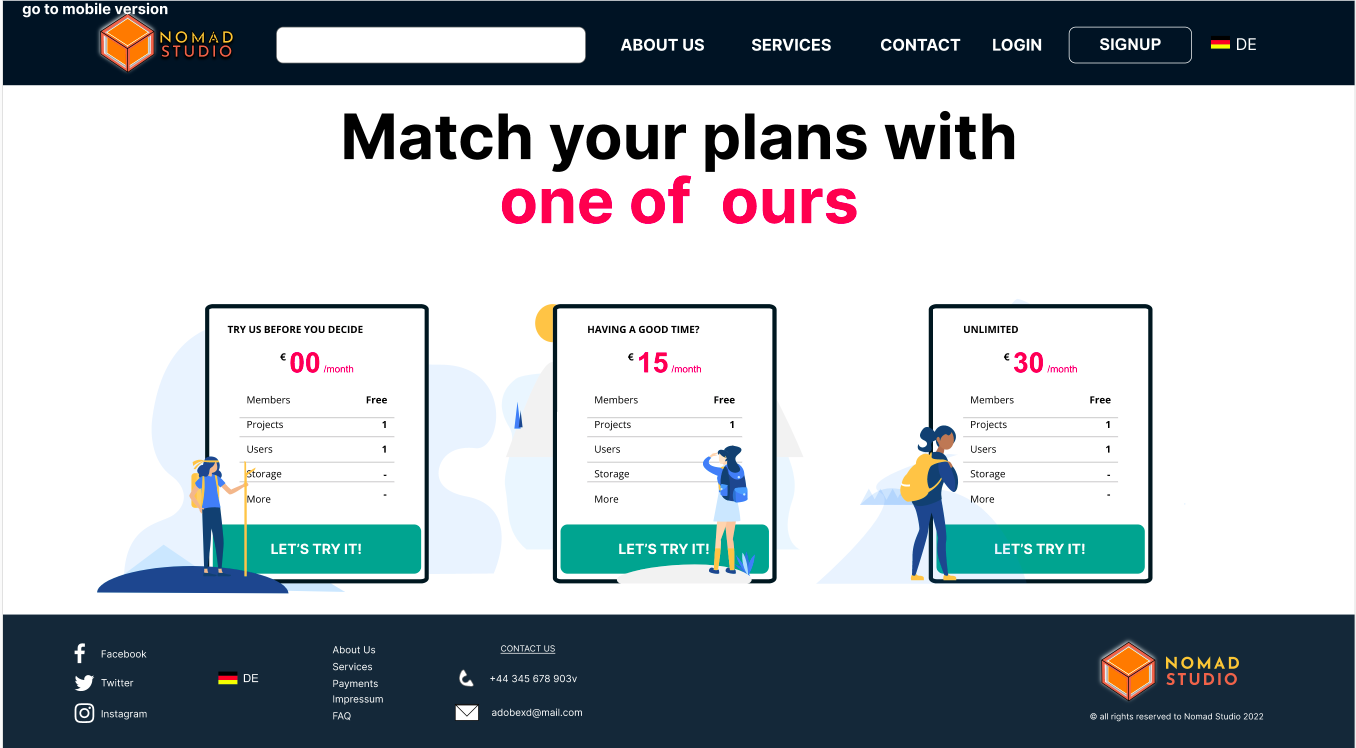 go to mobile version
NOMAD
STUDIO
ABOUT US
SERVICES
CONTACT
LOGIN
SIGNUP
DE
Match your plans with
one of  ours
TRY US BEFORE YOU DECIDE
€ 00 /month
Members Free
Projects 1
Users 1
Storage -
More -
LET'S TRY IT!
HAVING A GOOD TIME?
€ 15 /month
Members Free
Projects 1
Users
Storage
More
LET'S TRY IT!
UNLIMITED
€ 30 /month
Members Free
Projects 1
Users 1
Storage -
More -
LET'S TRY IT!
Facebook
Twitter
Instagram
DE
About Us
Services
Payments
Impressum
FAQ
CONTACT US
+44 345 678 903v
adobexd@mail.com
NOMAD
STUDIO
© all rights reserved to Nomad Studio 2022